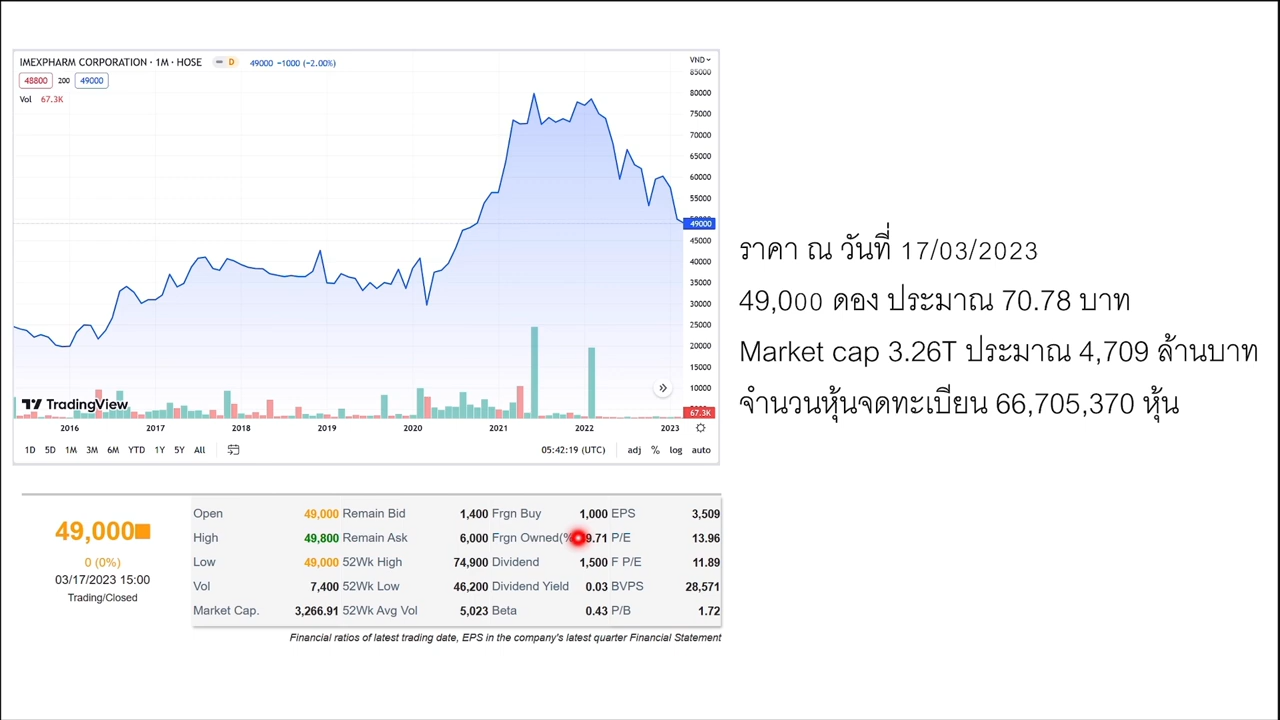 IMEXPHARM CORPORATION · 1M · HOSE D 49000 −1000 (−2.00%)
48800 200 49000
Vol 67.3K
VND
85000
80000
75000
70000
65000
60000
55000
49000
45000
40000
35000
30000
25000
20000
15000
10000
67.3K
TradingView
2016 2017 2018 2019 2020 2021 2022 2023
1D 5D 1M 3M 6M YTD 1Y 5Y All 05:42:19 (UTC) adj % log auto
ราคา ณ วันที่ 17/03/2023
49,000 ดอง ประมาณ 70.78 บาท
Market cap 3.26T ประมาณ 4,709 ล้านบาท
จำนวนหุ้นจดทะเบียน 66,705,370 หุ้น
49,000
0 (0%)
03/17/2023 15:00
Trading/Closed
Open 49,000 Remain Bid 1,400 Frgn Buy 1,000 EPS 3,509
High 49,800 Remain Ask 6,000 Frgn Owned(% 9.71 P/E 13.96
Low 49,000 52Wk High 74,900 Dividend 1,500 F P/E 11.89
Vol 7,400 52Wk Low 46,200 Dividend Yield 0.03 BVPS 28,571
Market Cap. 3,266.91 52Wk Avg Vol 5,023 Beta 0.43 P/B 1.72
Financial ratios of latest trading date, EPS in the company's latest quarter Financial Statement